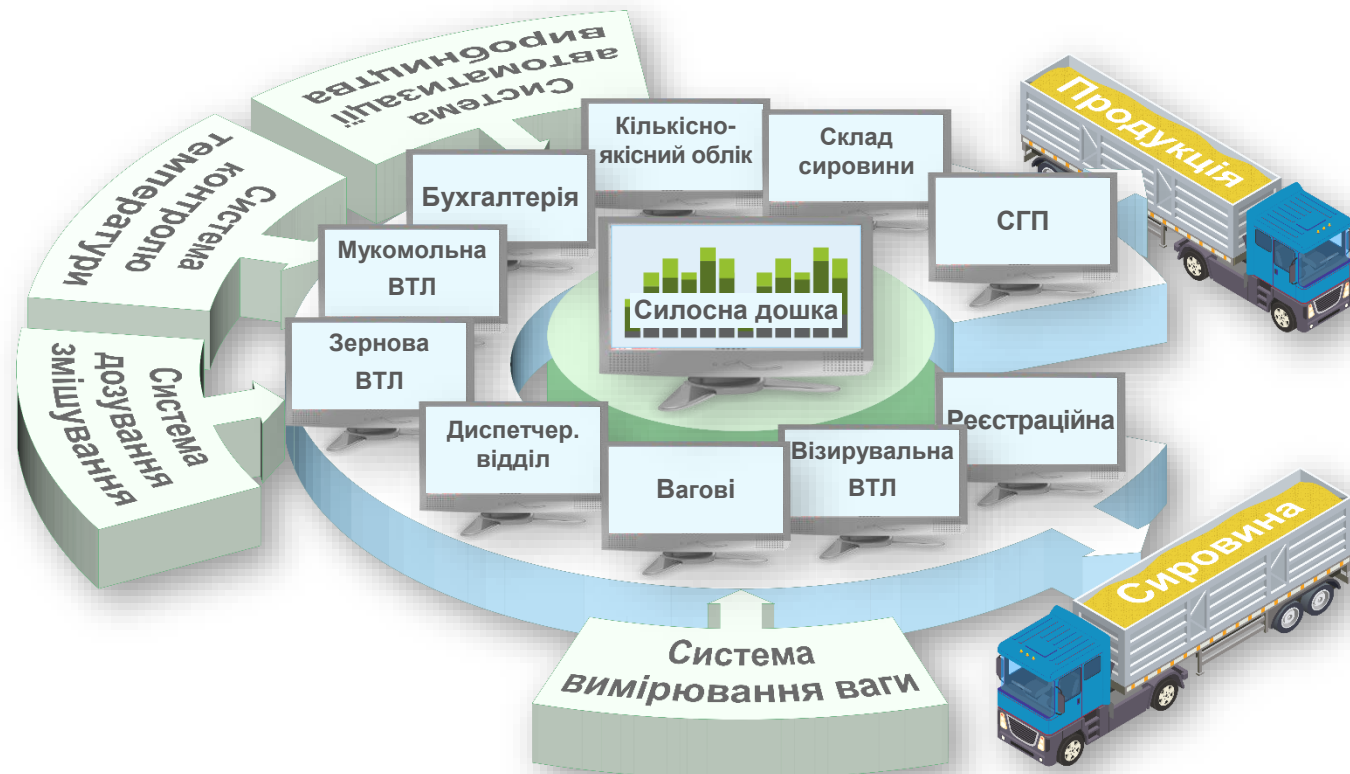 Система
автоматизації
виробництва
Система
контролю
температури
Система
дозування
змішування
Кількісно-
якісний облік
Склад
сировини
Бухгалтерія
СГП
Мукомольна
ВТЛ
Силосна дошка
Зернова
ВТЛ
Диспетчер.
відділ
Вагові
Візирувальна
ВТЛ
Реєстраційна
Продукція
Сировина
Система
вимірювання ваги